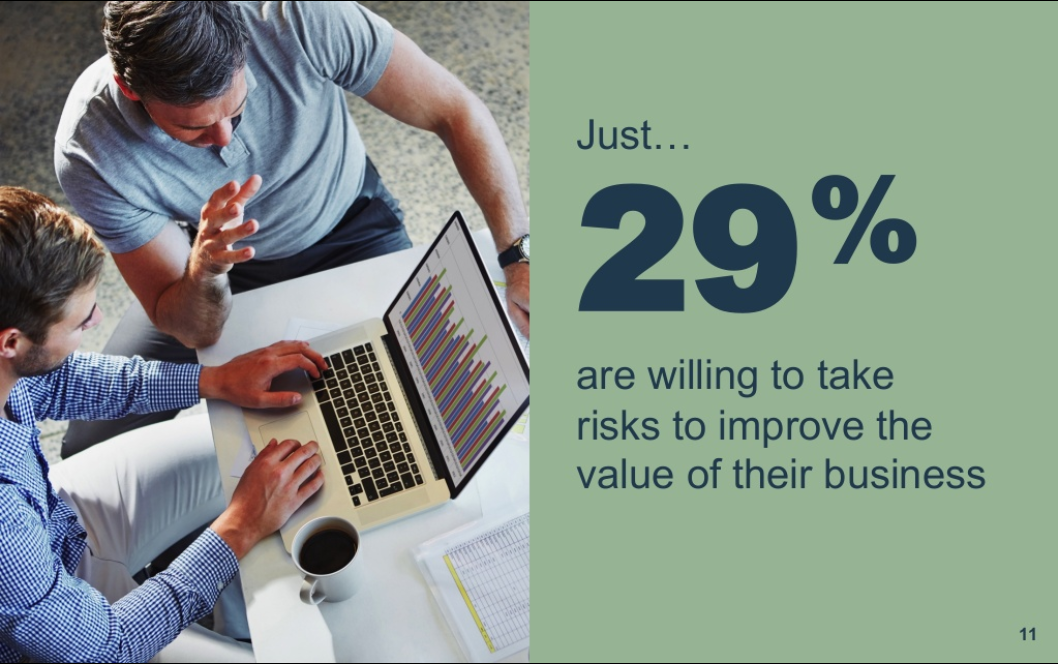 Just…
29%
are willing to take
risks to improve the
value of their business
11